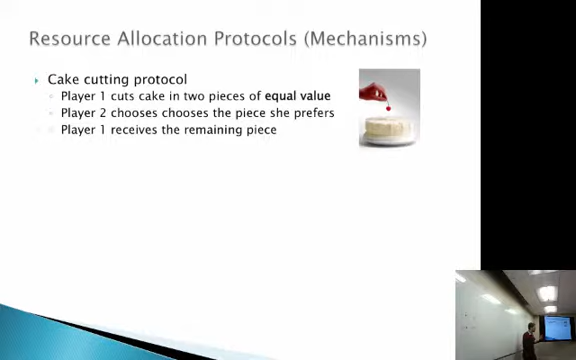 Resource Allocation Protocols (Mechanisms)
Cake cutting protocol
Player 1 cuts cake in two pieces of equal value
Player 2 chooses chooses the piece she prefers
Player 1 receives the remaining piece